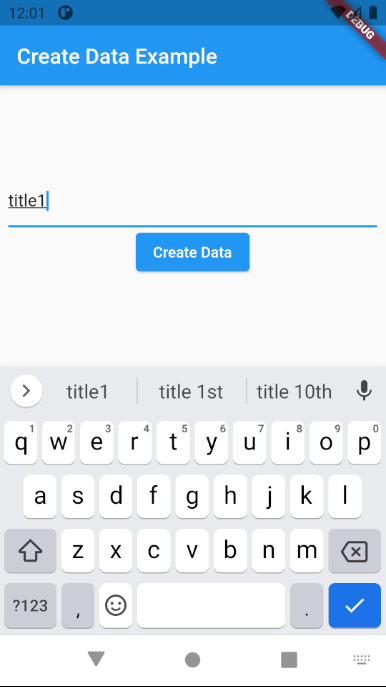 12:01
DEBUG
Create Data Example
title1
Create Data
title1 title 1st title 10th
1 2 3 4 5 6 7 8 9 0
q w e r t y u i o p
a s d f g h j k l
z x c v b n m
?123 , .